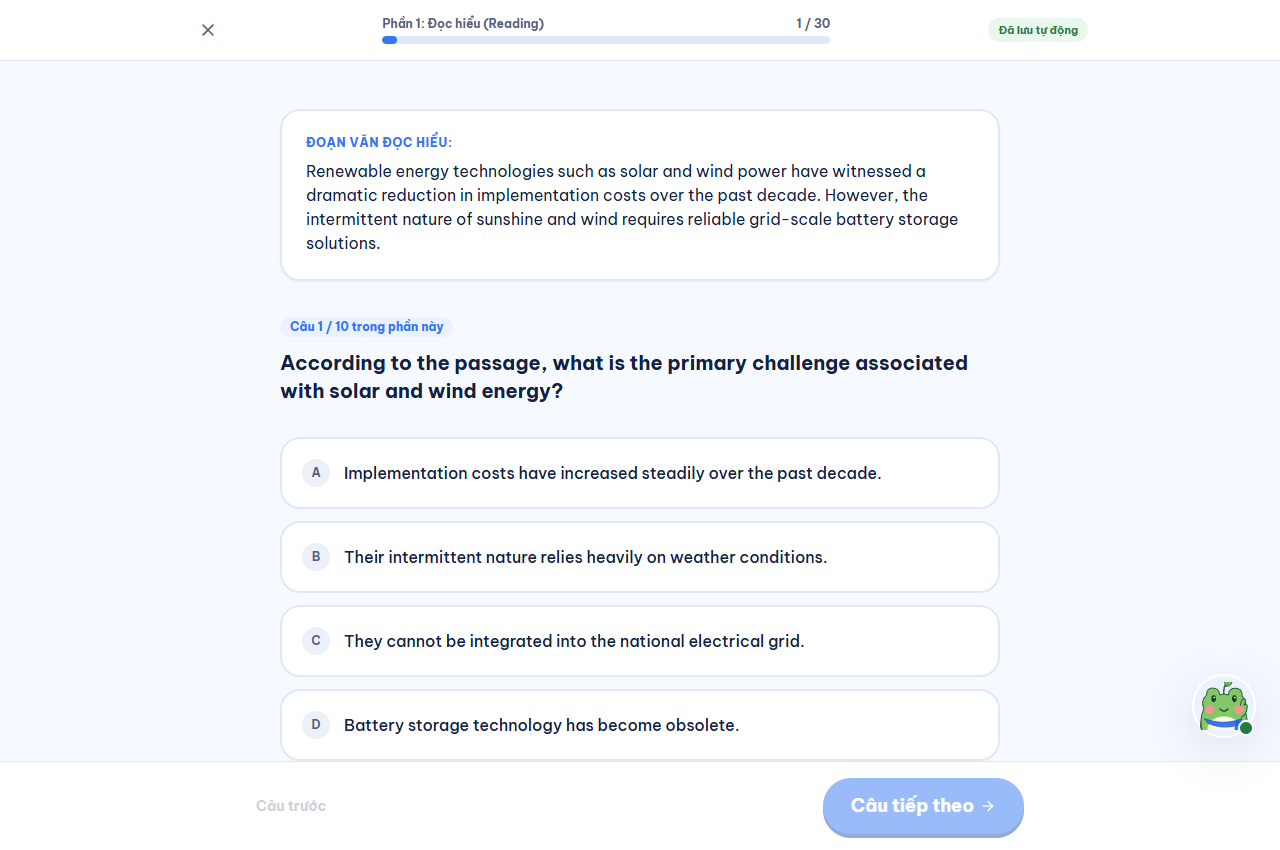 Phần 1: Đọc hiểu (Reading)
1 / 30
Đã lưu tự động
ĐOẠN VĂN ĐỌC HIỂU:
Renewable energy technologies such as solar and wind power have witnessed a
dramatic reduction in implementation costs over the past decade. However, the
intermittent nature of sunshine and wind requires reliable grid-scale battery storage
solutions.
Câu 1 / 10 trong phần này
According to the passage, what is the primary challenge associated
with solar and wind energy?
A Implementation costs have increased steadily over the past decade.
B Their intermittent nature relies heavily on weather conditions.
C They cannot be integrated into the national electrical grid.
D Battery storage technology has become obsolete.
Câu trước
Câu tiếp theo →